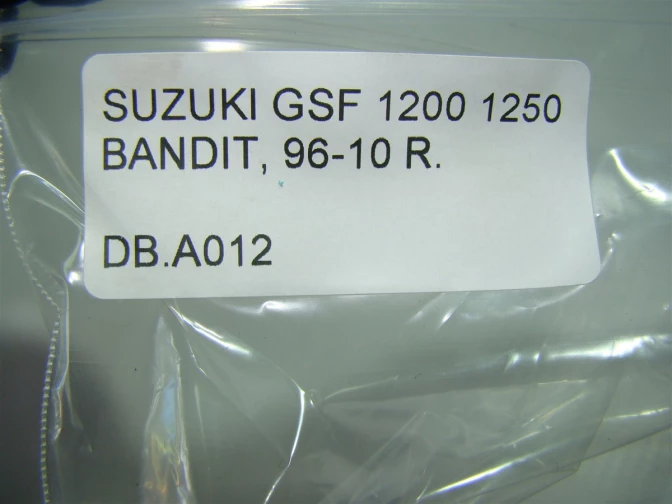 SUZUKI GSF 1200 1250
BANDIT, 96-10 R.
DB.A012